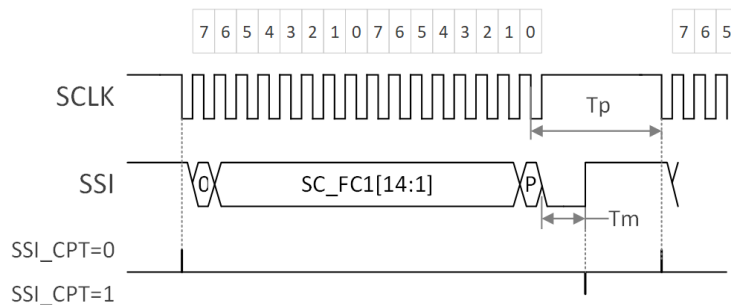 7 6 5 4 3 2 1 0 7 6 5 4 3 2 1 0 7 6 5
SCLK
Tp
SSI
0 SC_FC1[14:1] P
Tm
SSI_CPT=0
SSI_CPT=1